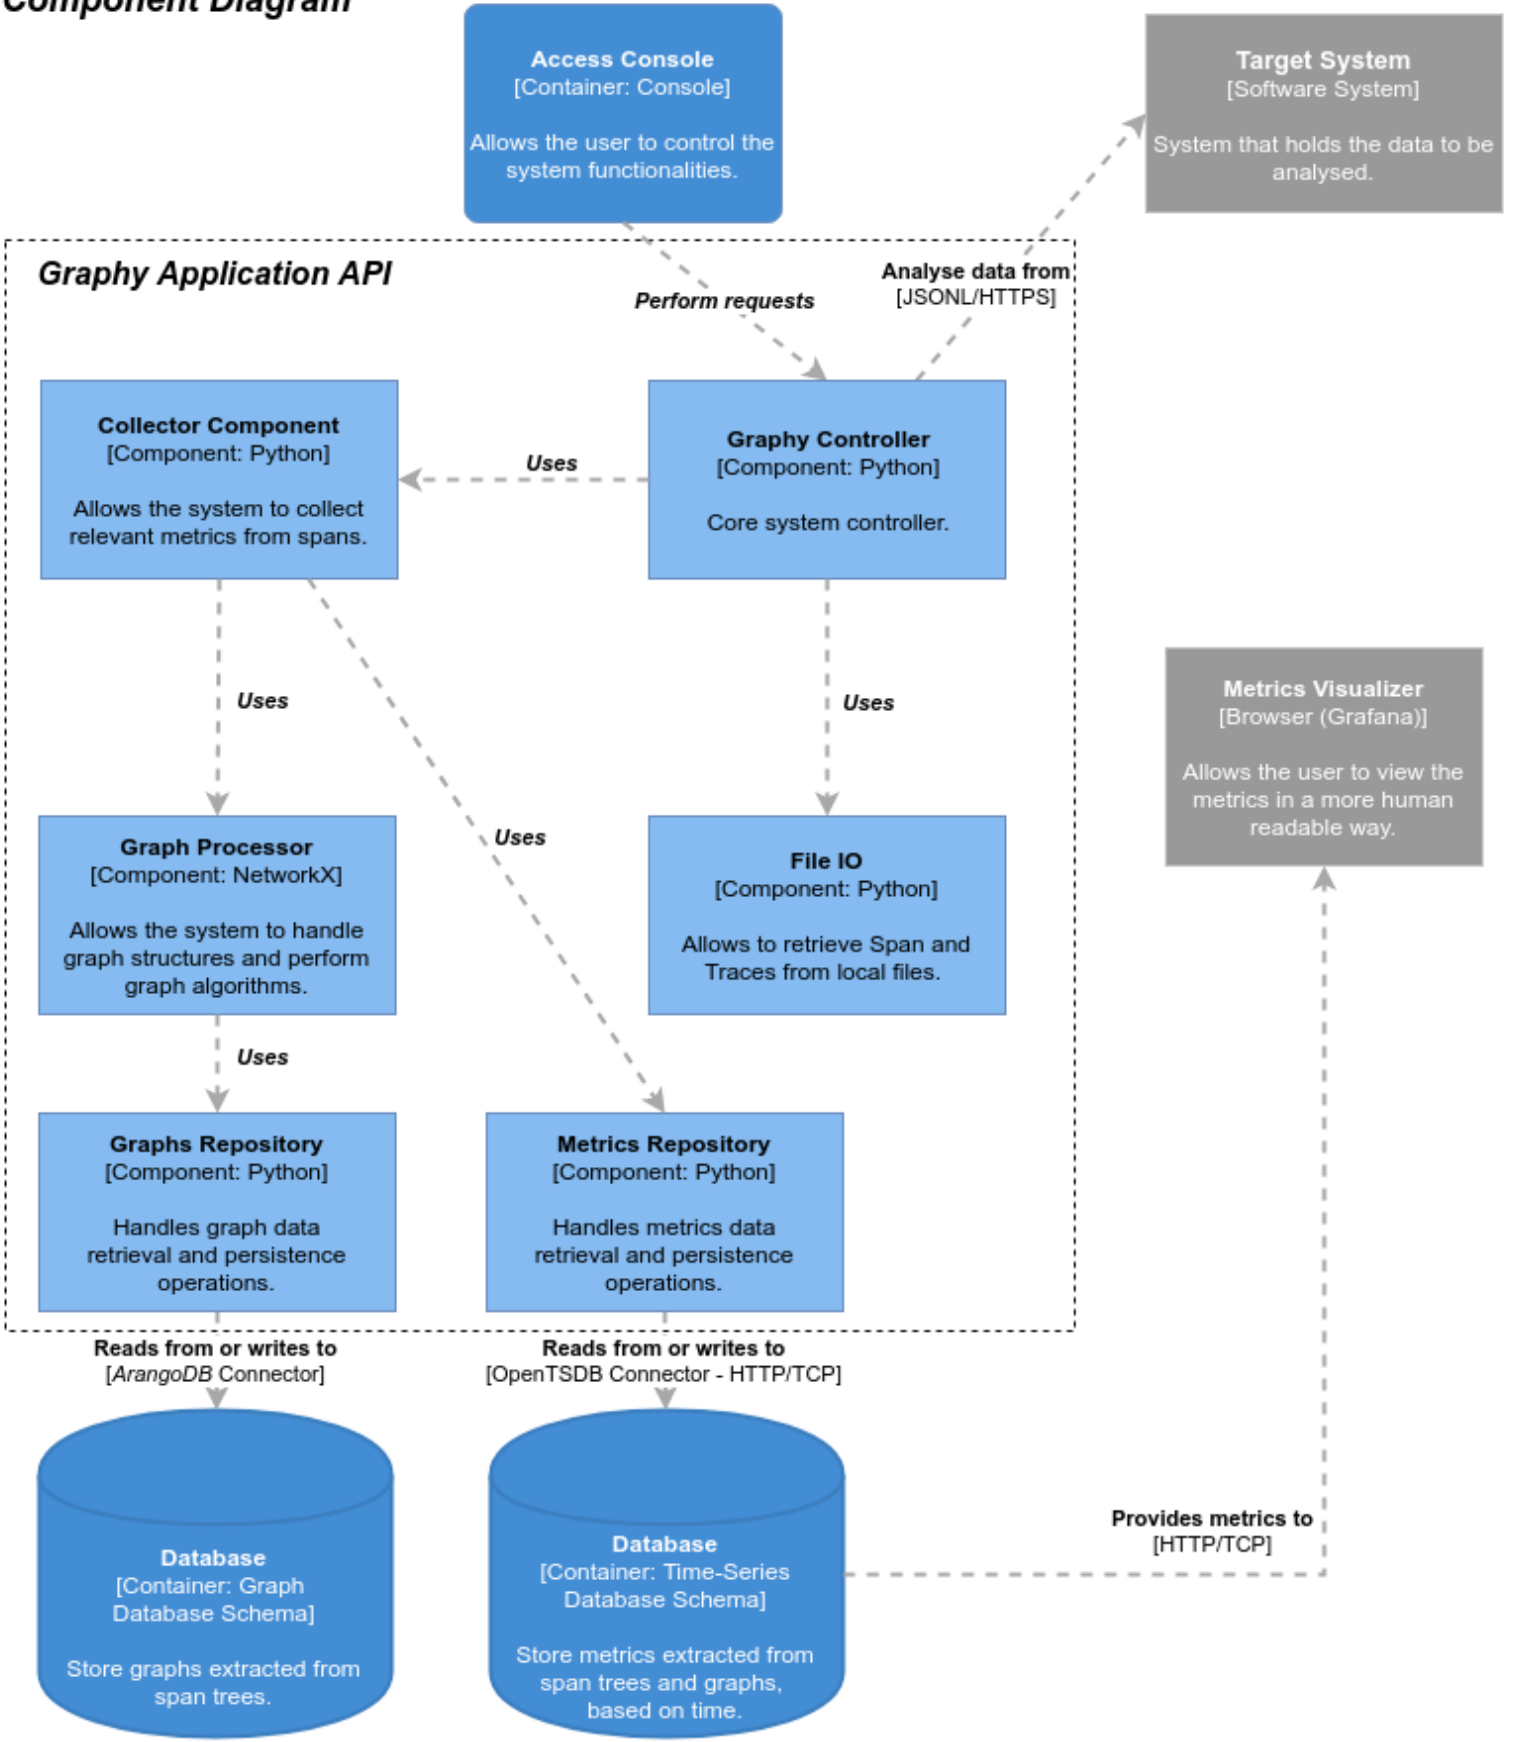 Component Diagram
Access Console
[Container: Console]
Allows the user to control the
system functionalities.
Target System
[Software System]
System that holds the data to be
analysed.
Graphy Application API
Perform requests
Analyse data from
[JSONL/HTTPS]
Collector Component
[Component: Python]
Allows the system to collect
relevant metrics from spans.
Uses
Graphy Controller
[Component: Python]
Core system controller.
Uses
Uses
Uses
Metrics Visualizer
[Browser (Grafana)]
Allows the user to view the
metrics in a more human
readable way.
Graph Processor
[Component: NetworkX]
Allows the system to handle
graph structures and perform
graph algorithms.
File IO
[Component: Python]
Allows to retrieve Span and
Traces from local files.
Uses
Graphs Repository
[Component: Python]
Handles graph data
retrieval and persistence
operations.
Metrics Repository
[Component: Python]
Handles metrics data
retrieval and persistence
operations.
Reads from or writes to
[ArangoDB Connector]
Reads from or writes to
[OpenTSDB Connector - HTTP/TCP]
Database
[Container: Graph
Database Schema]
Store graphs extracted from
span trees.
Database
[Container: Time-Series
Database Schema]
Store metrics extracted from
span trees and graphs,
based on time.
Provides metrics to
[HTTP/TCP]